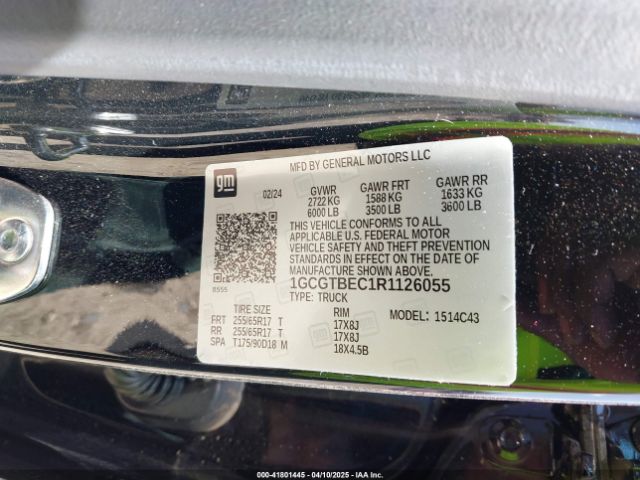 MFD BY GENERAL MOTORS LLC
gm
02/24 GVWR GAWR FRT GAWR RR
2722 KG 1588 KG 1633 KG
6000 LB 3500 LB 3600 LB
THIS VEHICLE CONFORMS TO ALL
APPLICABLE U.S. FEDERAL MOTOR
VEHICLE SAFETY AND THEFT PREVENTION
STANDARDS IN EFFECT ON THE DATE OF
MANUFACTURE SHOWN ABOVE.
1GCGTBEC1R1126055
TYPE: TRUCK
TIRE SIZE RIM MODEL: 1514C43
FRT 255/65R17 T 17X8J
RR 255/65R17 T 17X8J
SPA T175/90D18 M 18X4.5B
000-41801445 - 04/10/2025 - IAA Inc.